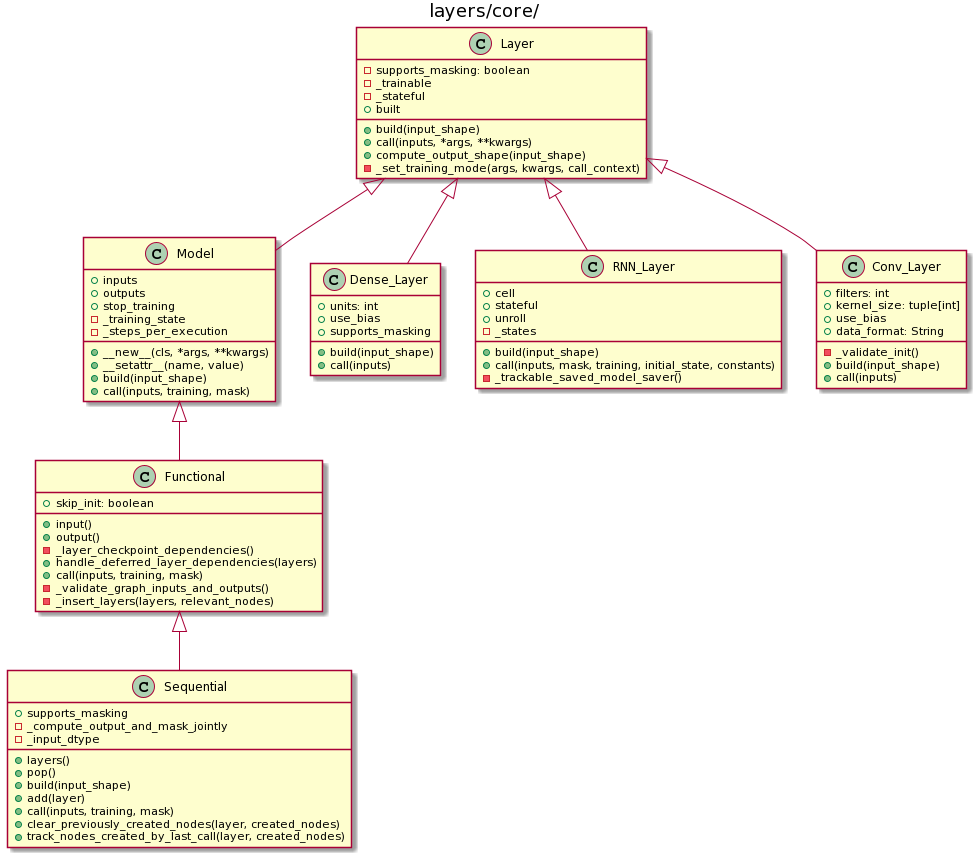 layers/core/
C Layer
supports_masking: boolean
_trainable
_stateful
built
build(input_shape)
call(inputs, *args, **kwargs)
compute_output_shape(input_shape)
_set_training_mode(args, kwargs, call_context)
C Model
inputs
outputs
stop_training
_training_state
_steps_per_execution
__new__(cls, *args, **kwargs)
__setattr__(name, value)
build(input_shape)
call(inputs, training, mask)
C Dense_Layer
units: int
use_bias
supports_masking
build(input_shape)
call(inputs)
C RNN_Layer
cell
stateful
unroll
_states
build(input_shape)
call(inputs, mask, training, initial_state, constants)
_trackable_saved_model_saver()
C Conv_Layer
filters: int
kernel_size: tuple[int]
use_bias
data_format: String
_validate_init()
build(input_shape)
call(inputs)
C Functional
skip_init: boolean
input()
output()
_layer_checkpoint_dependencies()
handle_deferred_layer_dependencies(layers)
call(inputs, training, mask)
_validate_graph_inputs_and_outputs()
_insert_layers(layers, relevant_nodes)
C Sequential
supports_masking
_compute_output_and_mask_jointly
_input_dtype
layers()
pop()
build(input_shape)
add(layer)
call(inputs, training, mask)
clear_previously_created_nodes(layer, created_nodes)
track_nodes_created_by_last_call(layer, created_nodes)